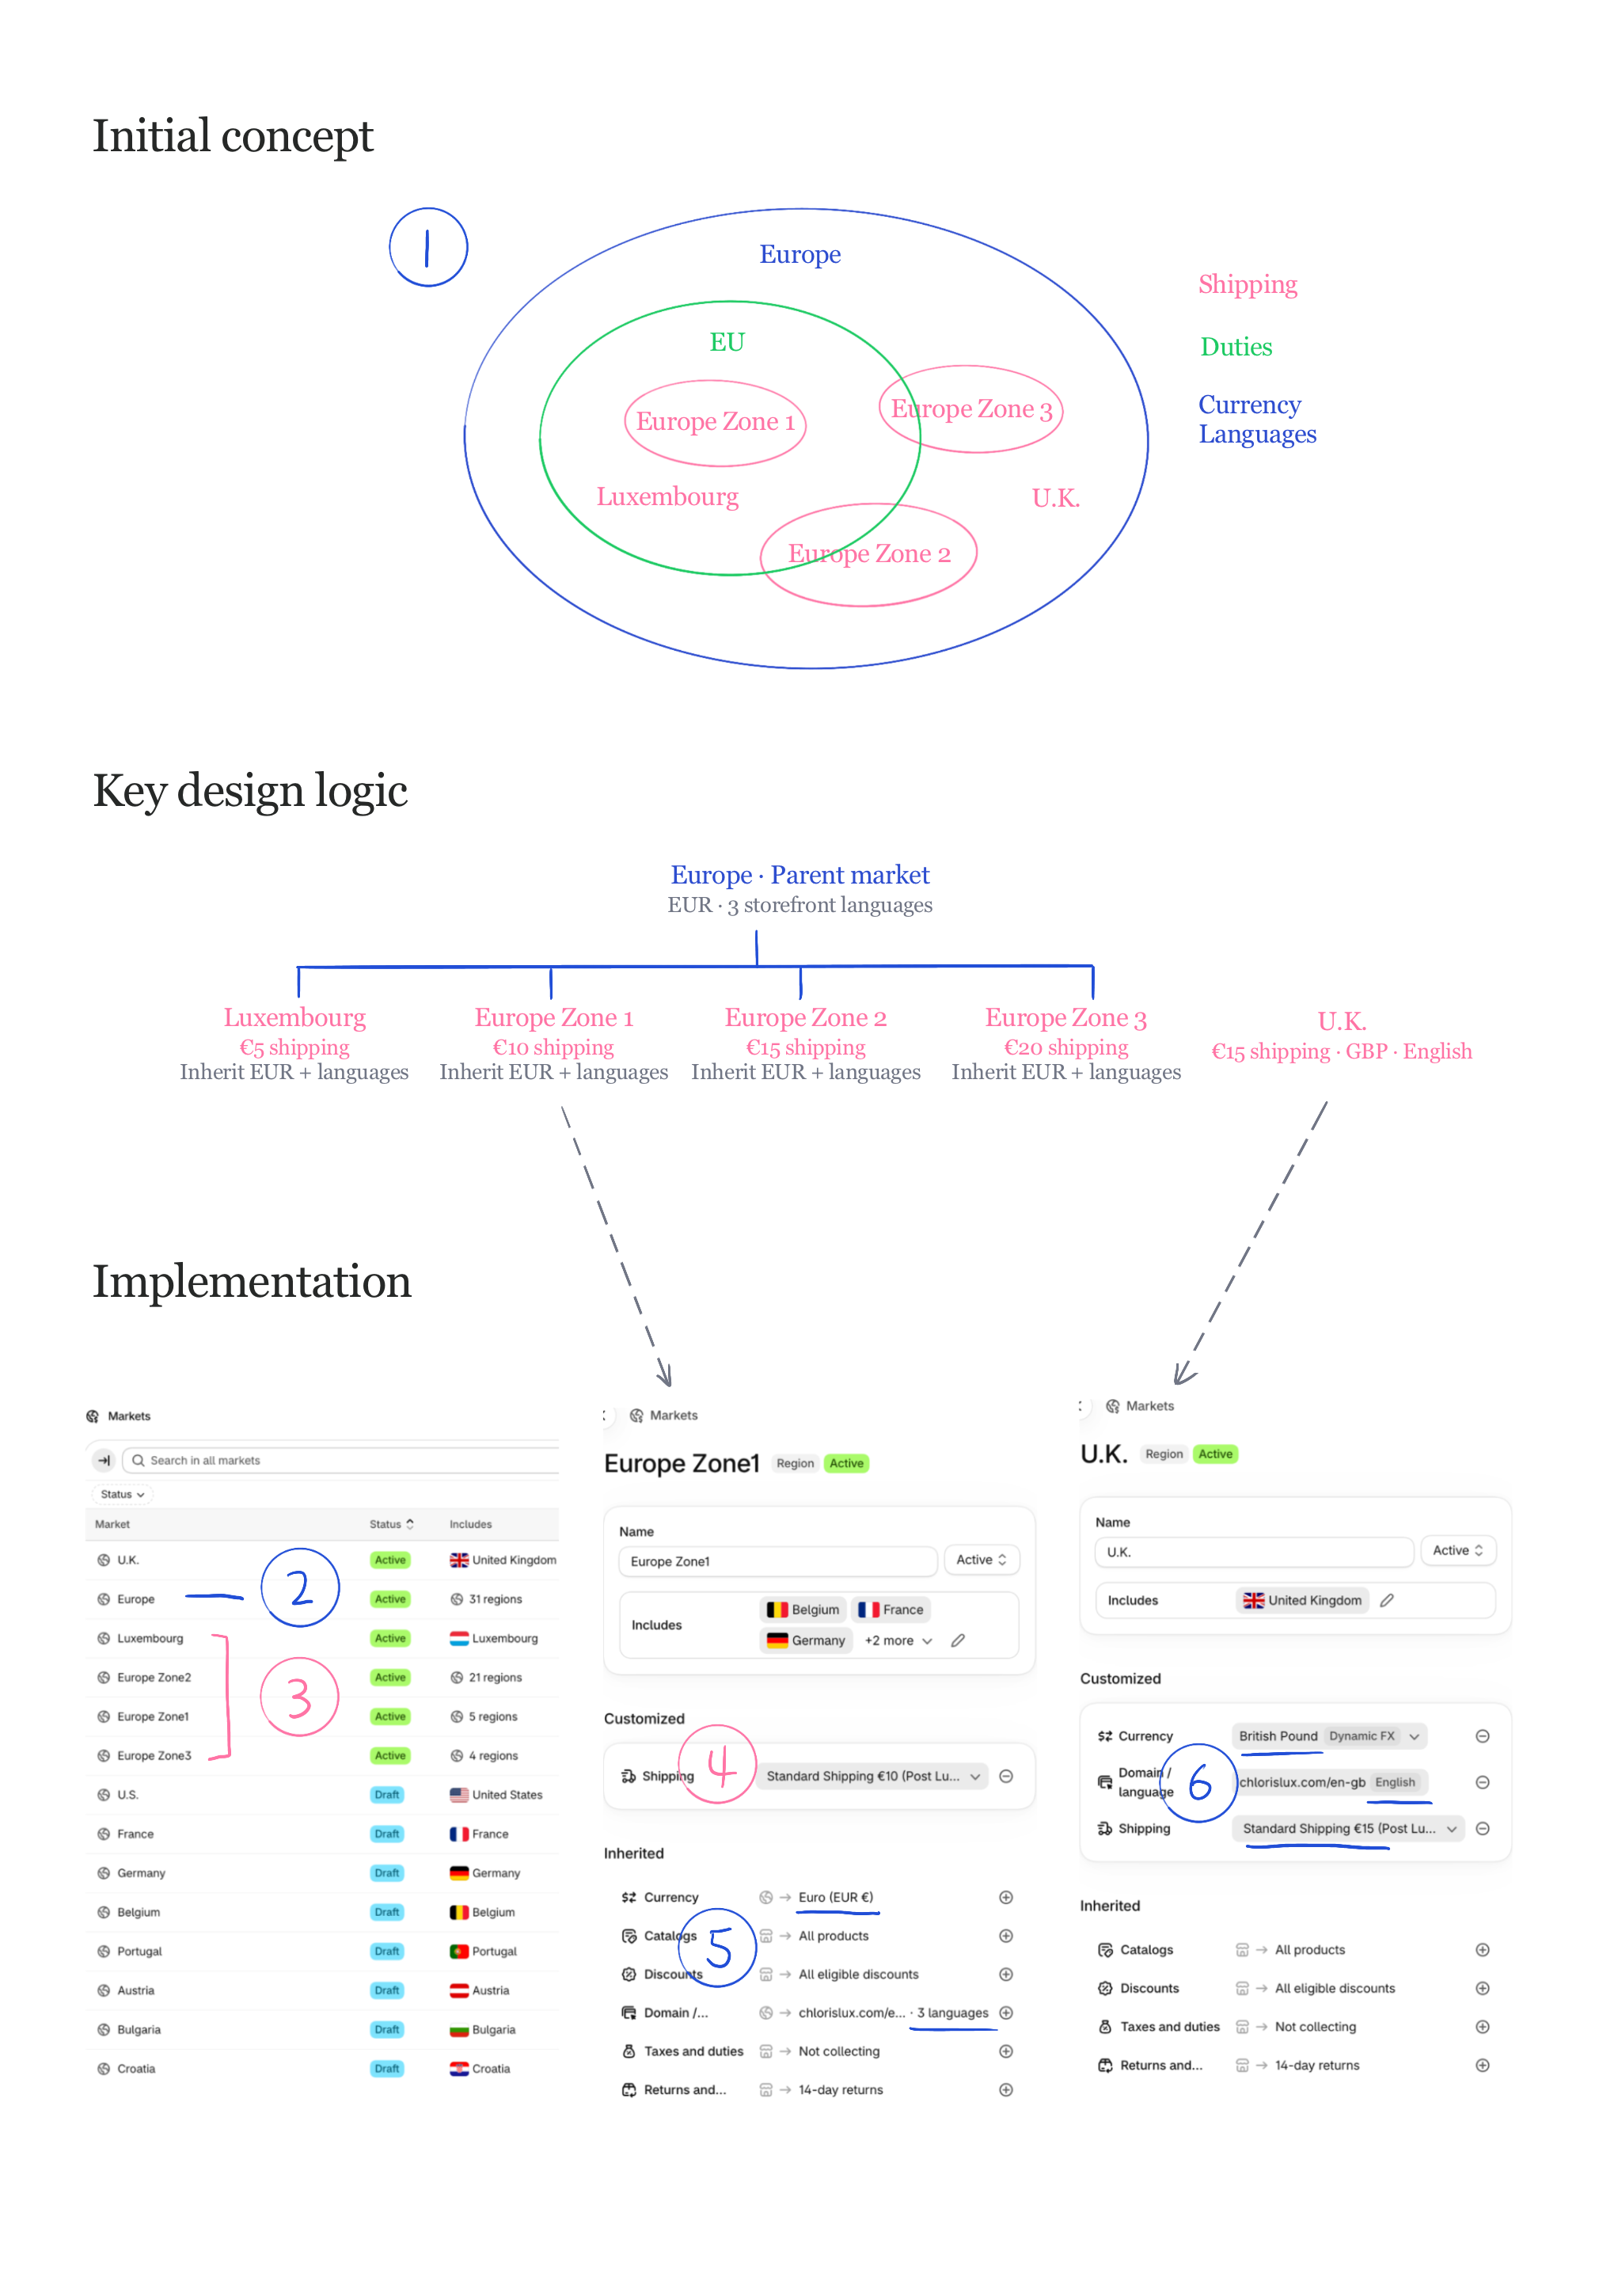 Initial concept
1
Europe
Shipping
EU
Duties
Europe Zone 1
Europe Zone 3
Currency
Languages
Luxembourg
U.K.
Europe Zone 2
Key design logic
Europe · Parent market
EUR · 3 storefront languages
Luxembourg
€5 shipping
Inherit EUR + languages
Europe Zone 1
€10 shipping
Inherit EUR + languages
Europe Zone 2
€15 shipping
Inherit EUR + languages
Europe Zone 3
€20 shipping
Inherit EUR + languages
U.K.
€15 shipping · GBP · English
Implementation
Markets
Search in all markets
Status
Market Status Includes
U.K. Active United Kingdom
Europe Active 31 regions
2
Luxembourg Active Luxembourg
Europe Zone2 Active 21 regions
3
Europe Zone1 Active 5 regions
Europe Zone3 Active 4 regions
U.S. Draft United States
France Draft France
Germany Draft Germany
Belgium Draft Belgium
Portugal Draft Portugal
Austria Draft Austria
Bulgaria Draft Bulgaria
Croatia Draft Croatia
Markets
Europe Zone1 Region Active
Name
Europe Zone1 Active
Includes
Belgium France
Germany +2 more
Customized
4
Shipping Standard Shipping €10 (Post Lu...
Inherited
Currency Euro (EUR €)
5
Catalogs All products
Discounts All eligible discounts
Domain /... chlorislux.com/e... · 3 languages
Taxes and duties Not collecting
Returns and... 14-day returns
Markets
U.K. Region Active
Name
U.K. Active
Includes United Kingdom
Customized
Currency British Pound Dynamic FX
6
Domain /
language
chlorislux.com/en-gb English
Shipping Standard Shipping €15 (Post Lu...
Inherited
Catalogs All products
Discounts All eligible discounts
Taxes and duties Not collecting
Returns and... 14-day returns